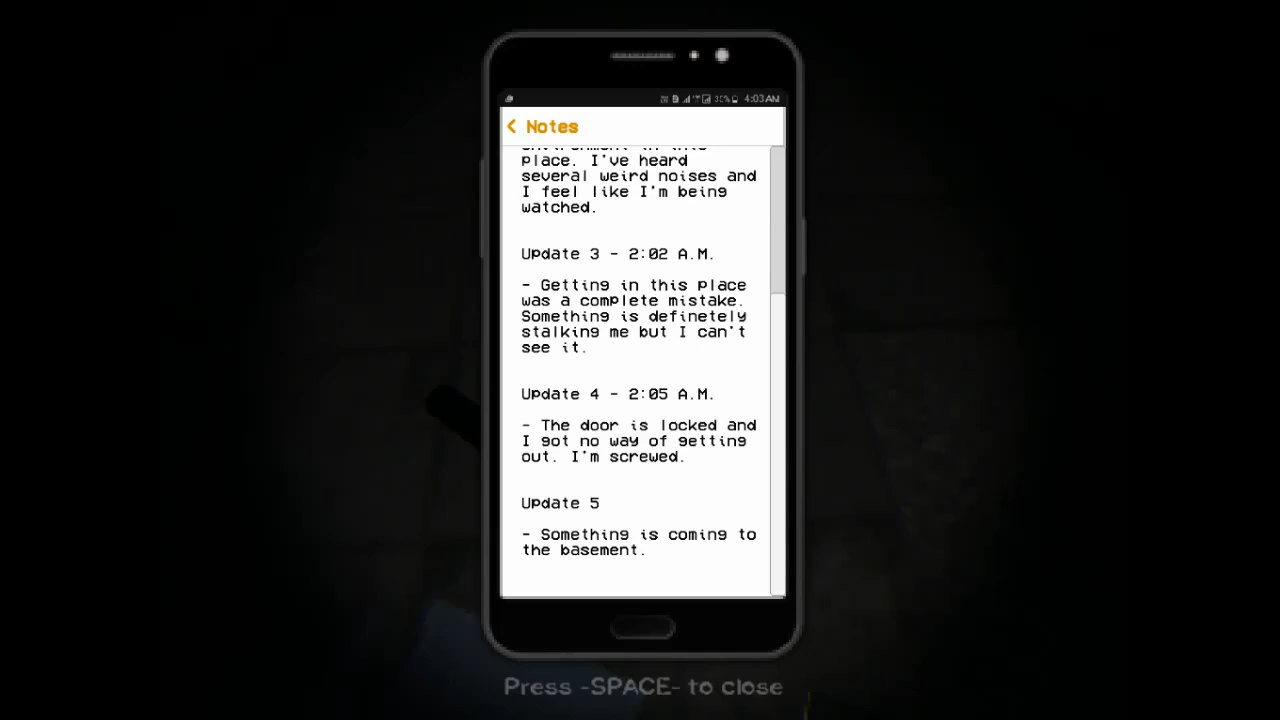 30% 4:03AM
Notes
place. I've heard
several weird noises and
I feel like I'm being
watched.
Update 3 - 2:02 A.M.
- Getting in this place
was a complete mistake.
Something is definetely
stalking me but I can't
see it.
Update 4 - 2:05 A.M.
- The door is locked and
I got no way of getting
out. I'm screwed.
Update 5
- Something is coming to
the basement.
Press -SPACE- to close